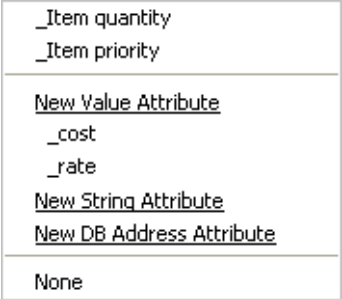 _Item quantity
_Item priority
New Value Attribute
_cost
_rate
New String Attribute
New DB Address Attribute
None